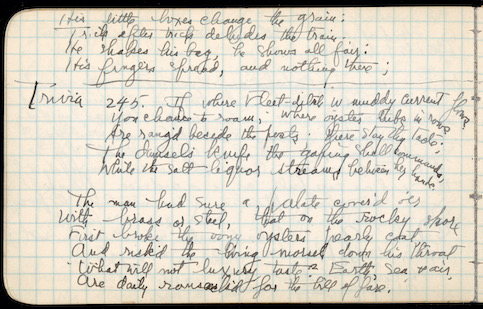 His little boxes change the grain;
Trick after trick deludes the train.
He shakes his bag, he shows all fair;
His fingers spread, and nothing there;
Trivia 245. If where Fleet-ditch w muddy current flows
You chance to roam; where oyster tubs in rows
Are rang'd beside the posts; there stay thy haste;
The damsel's knife the gaping shell commands,
While the salt liquor streams between her hands.
The man had sure a palate cover'd o'er
With brass or steel, that on the rocky shore
First broke the oozy oyster's pearly coat,
And risk'd the living morsel down his throat
What will not luxury taste? Earth, sea & air,
Are daily ransack'd for the bill of fare.